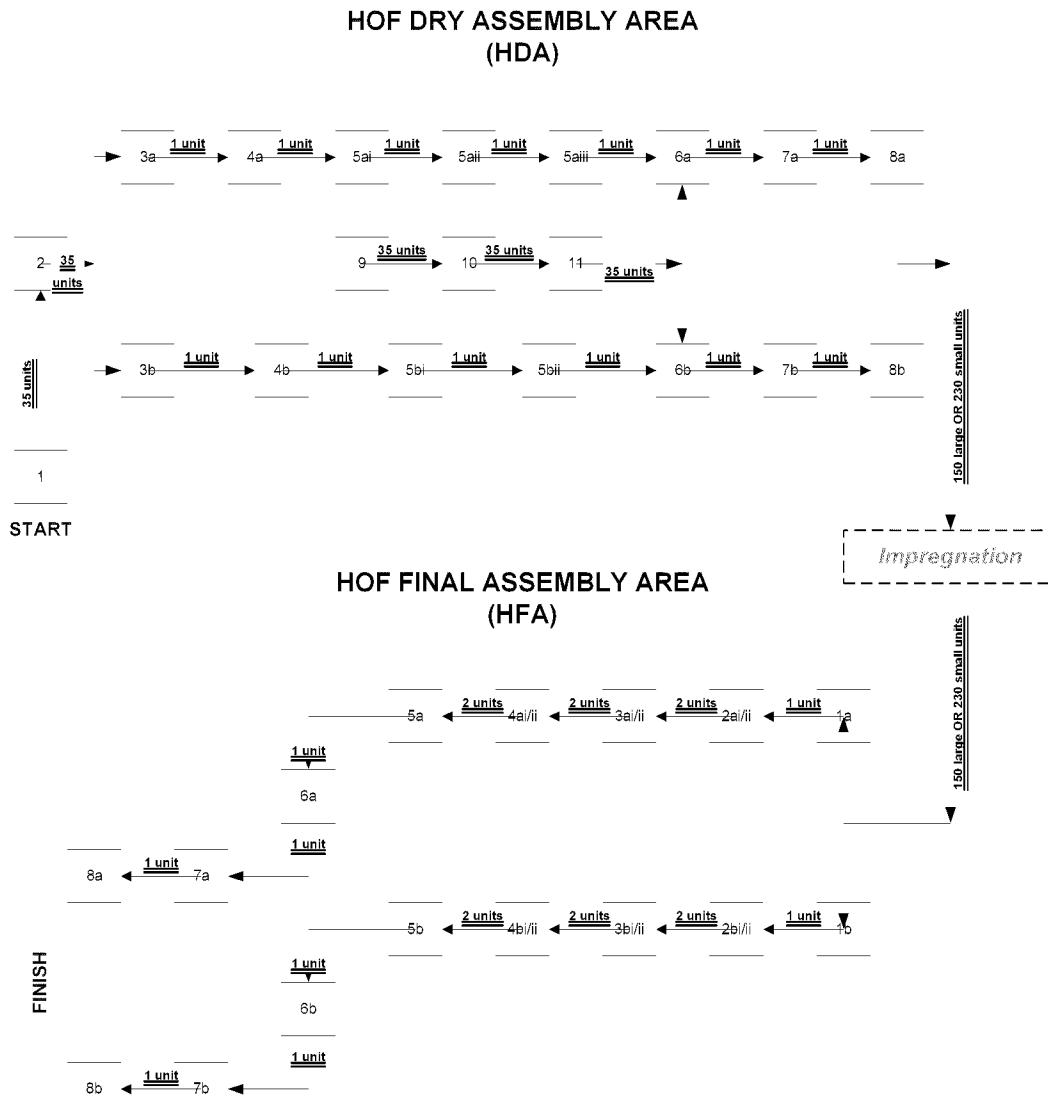 HOF DRY ASSEMBLY AREA
(HDA)
1 unit 1 unit 1 unit 1 unit 1 unit 1 unit 1 unit
3a 4a 5ai 5aii 5aiii 6a 7a 8a
35 units 35 units
2 35 9 10 11 35 units
units
1 unit 1 unit 1 unit 1 unit 1 unit 1 unit
3b 4b 5bi 5bii 6b 7b 8b
35 units
150 large OR 230 small units
1
START
Impregnation
HOF FINAL ASSEMBLY AREA
(HFA)
150 large OR 230 small units
2 units 2 units 2 units 1 unit
5a 4ai/ii 3ai/ii 2ai/ii 1a
1 unit
6a
1 unit
1 unit
8a 7a
2 units 2 units 2 units 1 unit
5b 4bi/ii 3bi/ii 2bi/ii 1b
FINISH
1 unit
6b
1 unit
1 unit
8b 7b